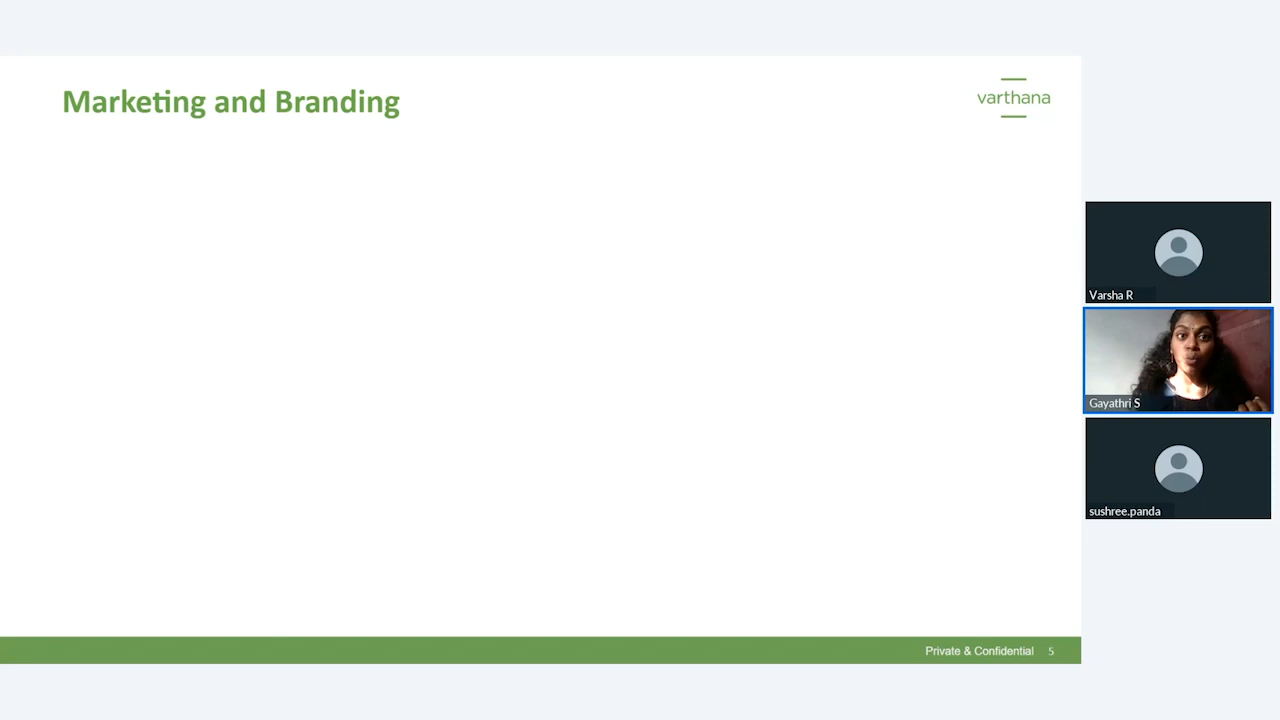 Marketing and Branding
varthana
Varsha R
Gayathri S
sushree.panda
Private & Confidential 5